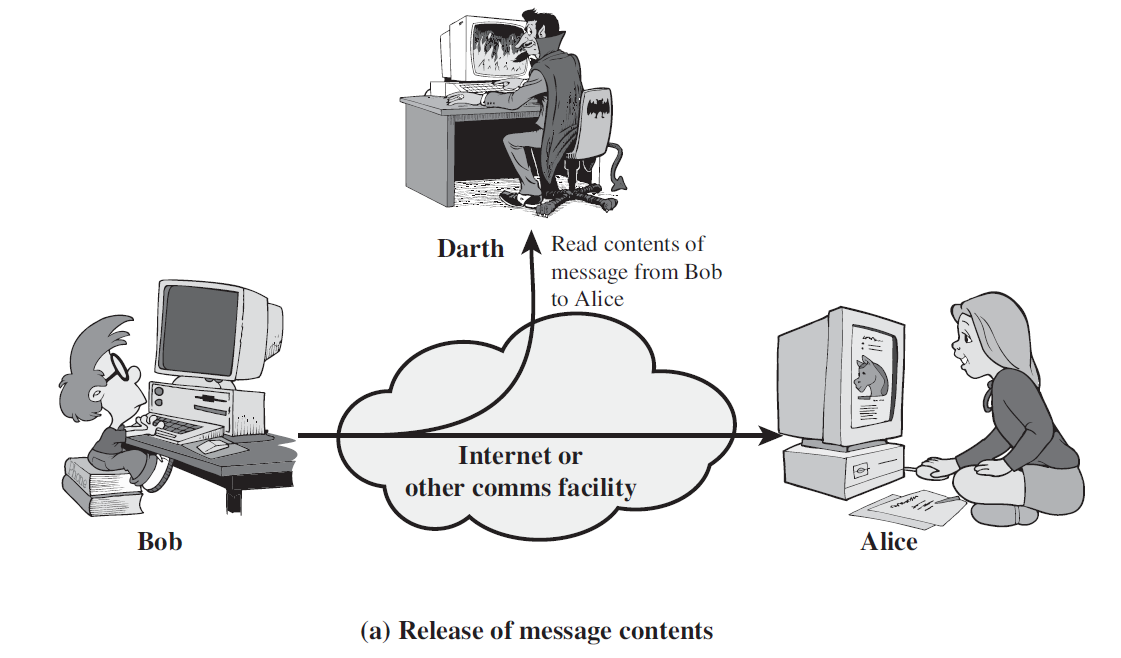 Darth
Read contents of
message from Bob
to Alice
Internet or
other comms facility
Bob
Alice
(a) Release of message contents